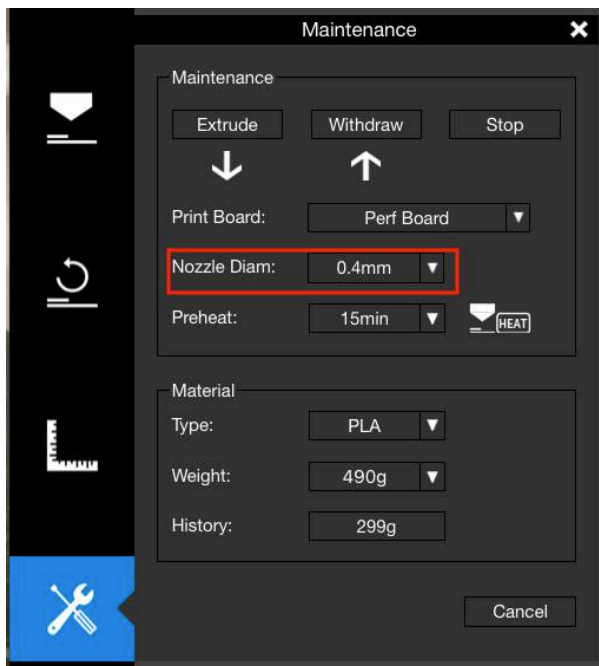 Maintenance
Maintenance
Extrude Withdraw Stop
Print Board: Perf Board
Nozzle Diam: 0.4mm
Preheat: 15min HEAT
Material
Type: PLA
Weight: 490g
History: 299g
Cancel